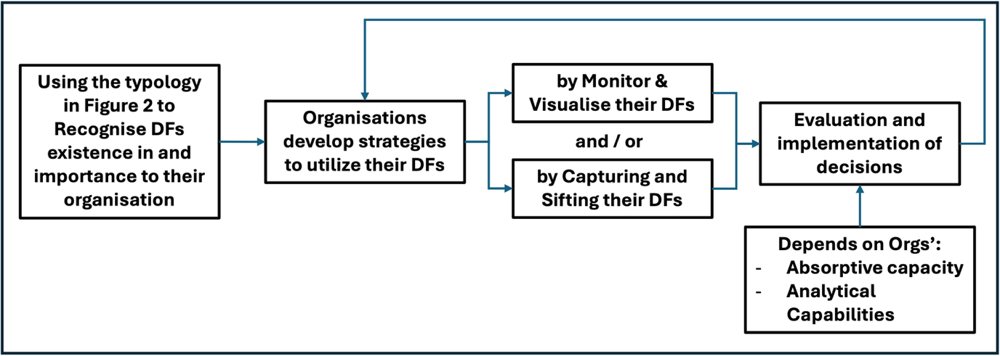 Using the typology
in Figure 2 to
Recognise DFs
existence in and
importance to their
organisation
Organisations
develop strategies
to utilize their DFs
by Monitor &
Visualise their DFs
and / or
by Capturing and
Sifting their DFs
Evaluation and
implementation of
decisions
Depends on Orgs’:
- Absorptive capacity
- Analytical
Capabilities